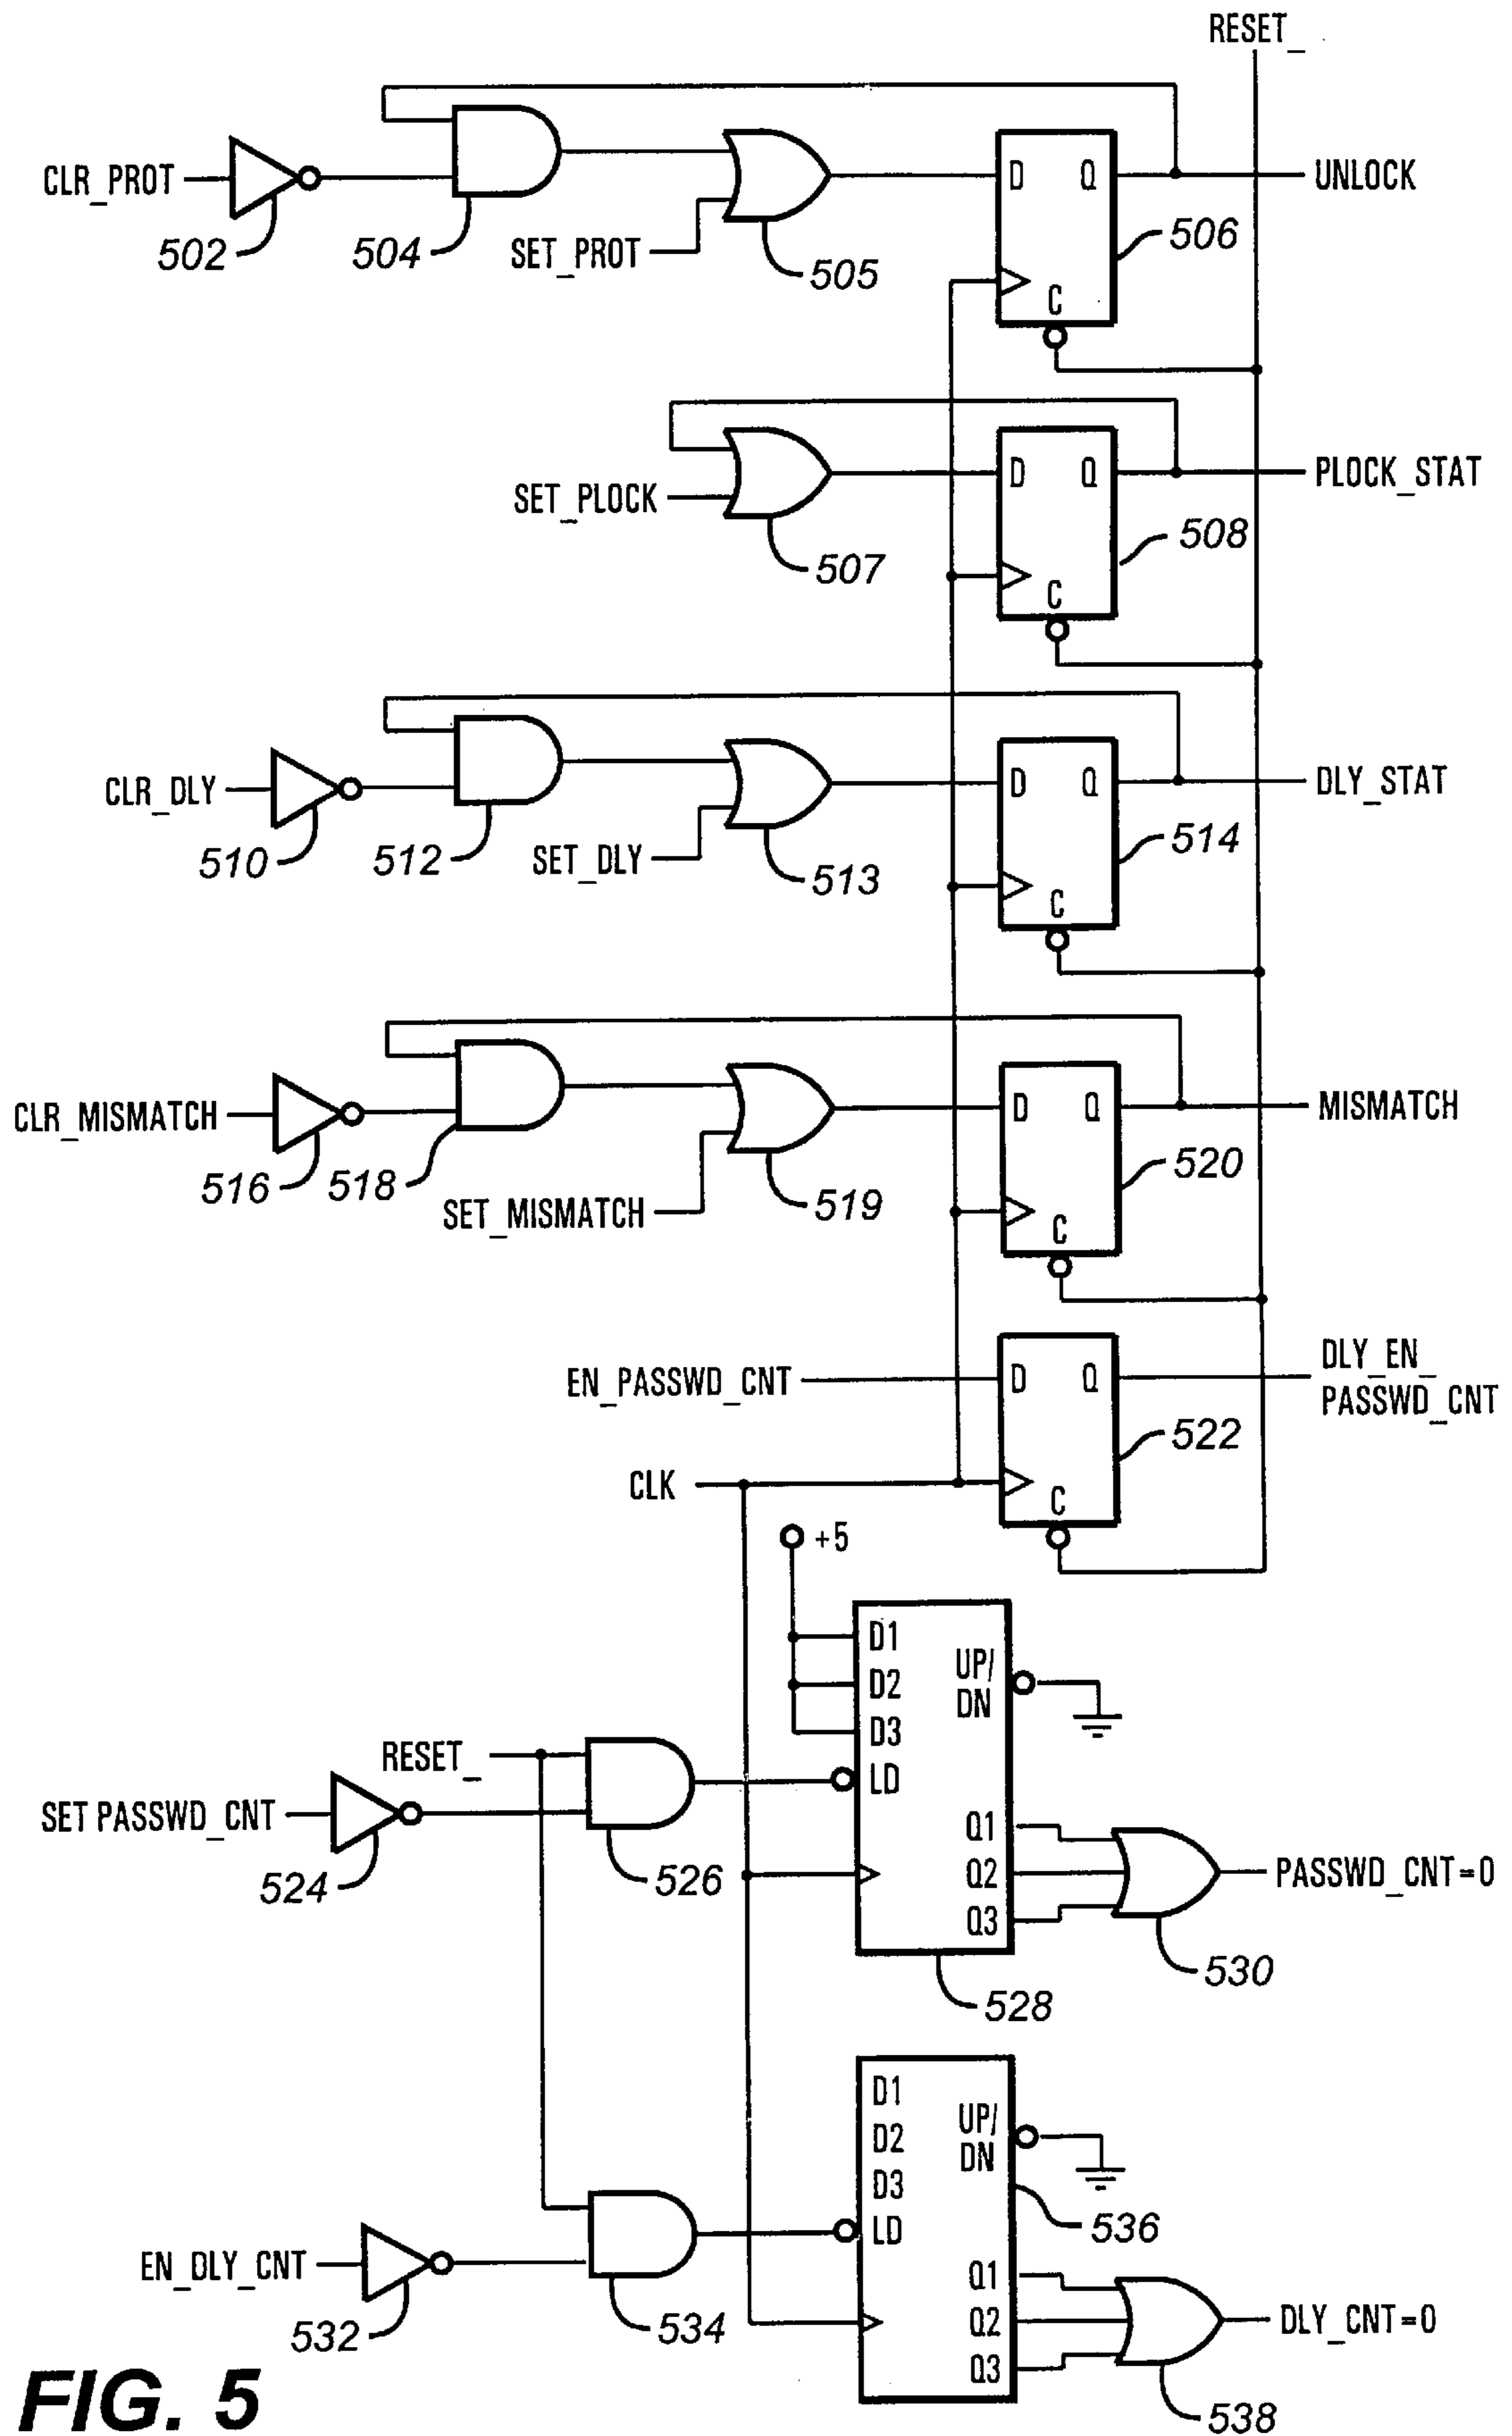 RESET_
CLR_PROT
502
504
SET_PROT
505
D Q
C
506
UNLOCK
SET_PLOCK
507
D Q
C
508
PLOCK_STAT
CLR_DLY
510
512
SET_DLY
513
D Q
C
514
DLY_STAT
CLR_MISMATCH
516
518
SET_MISMATCH
519
D Q
C
520
MISMATCH
EN_PASSWD_CNT
D Q
C
522
DLY_EN_
PASSWD_CNT
CLK
+5
D1
D2
D3
LD
UP/
DN
Q1
Q2
Q3
RESET_
SET PASSWD_CNT
524
526
528
530
PASSWD_CNT=0
D1
D2
D3
LD
UP/
DN
Q1
Q2
Q3
536
EN_DLY_CNT
532
534
538
DLY_CNT=0
FIG. 5